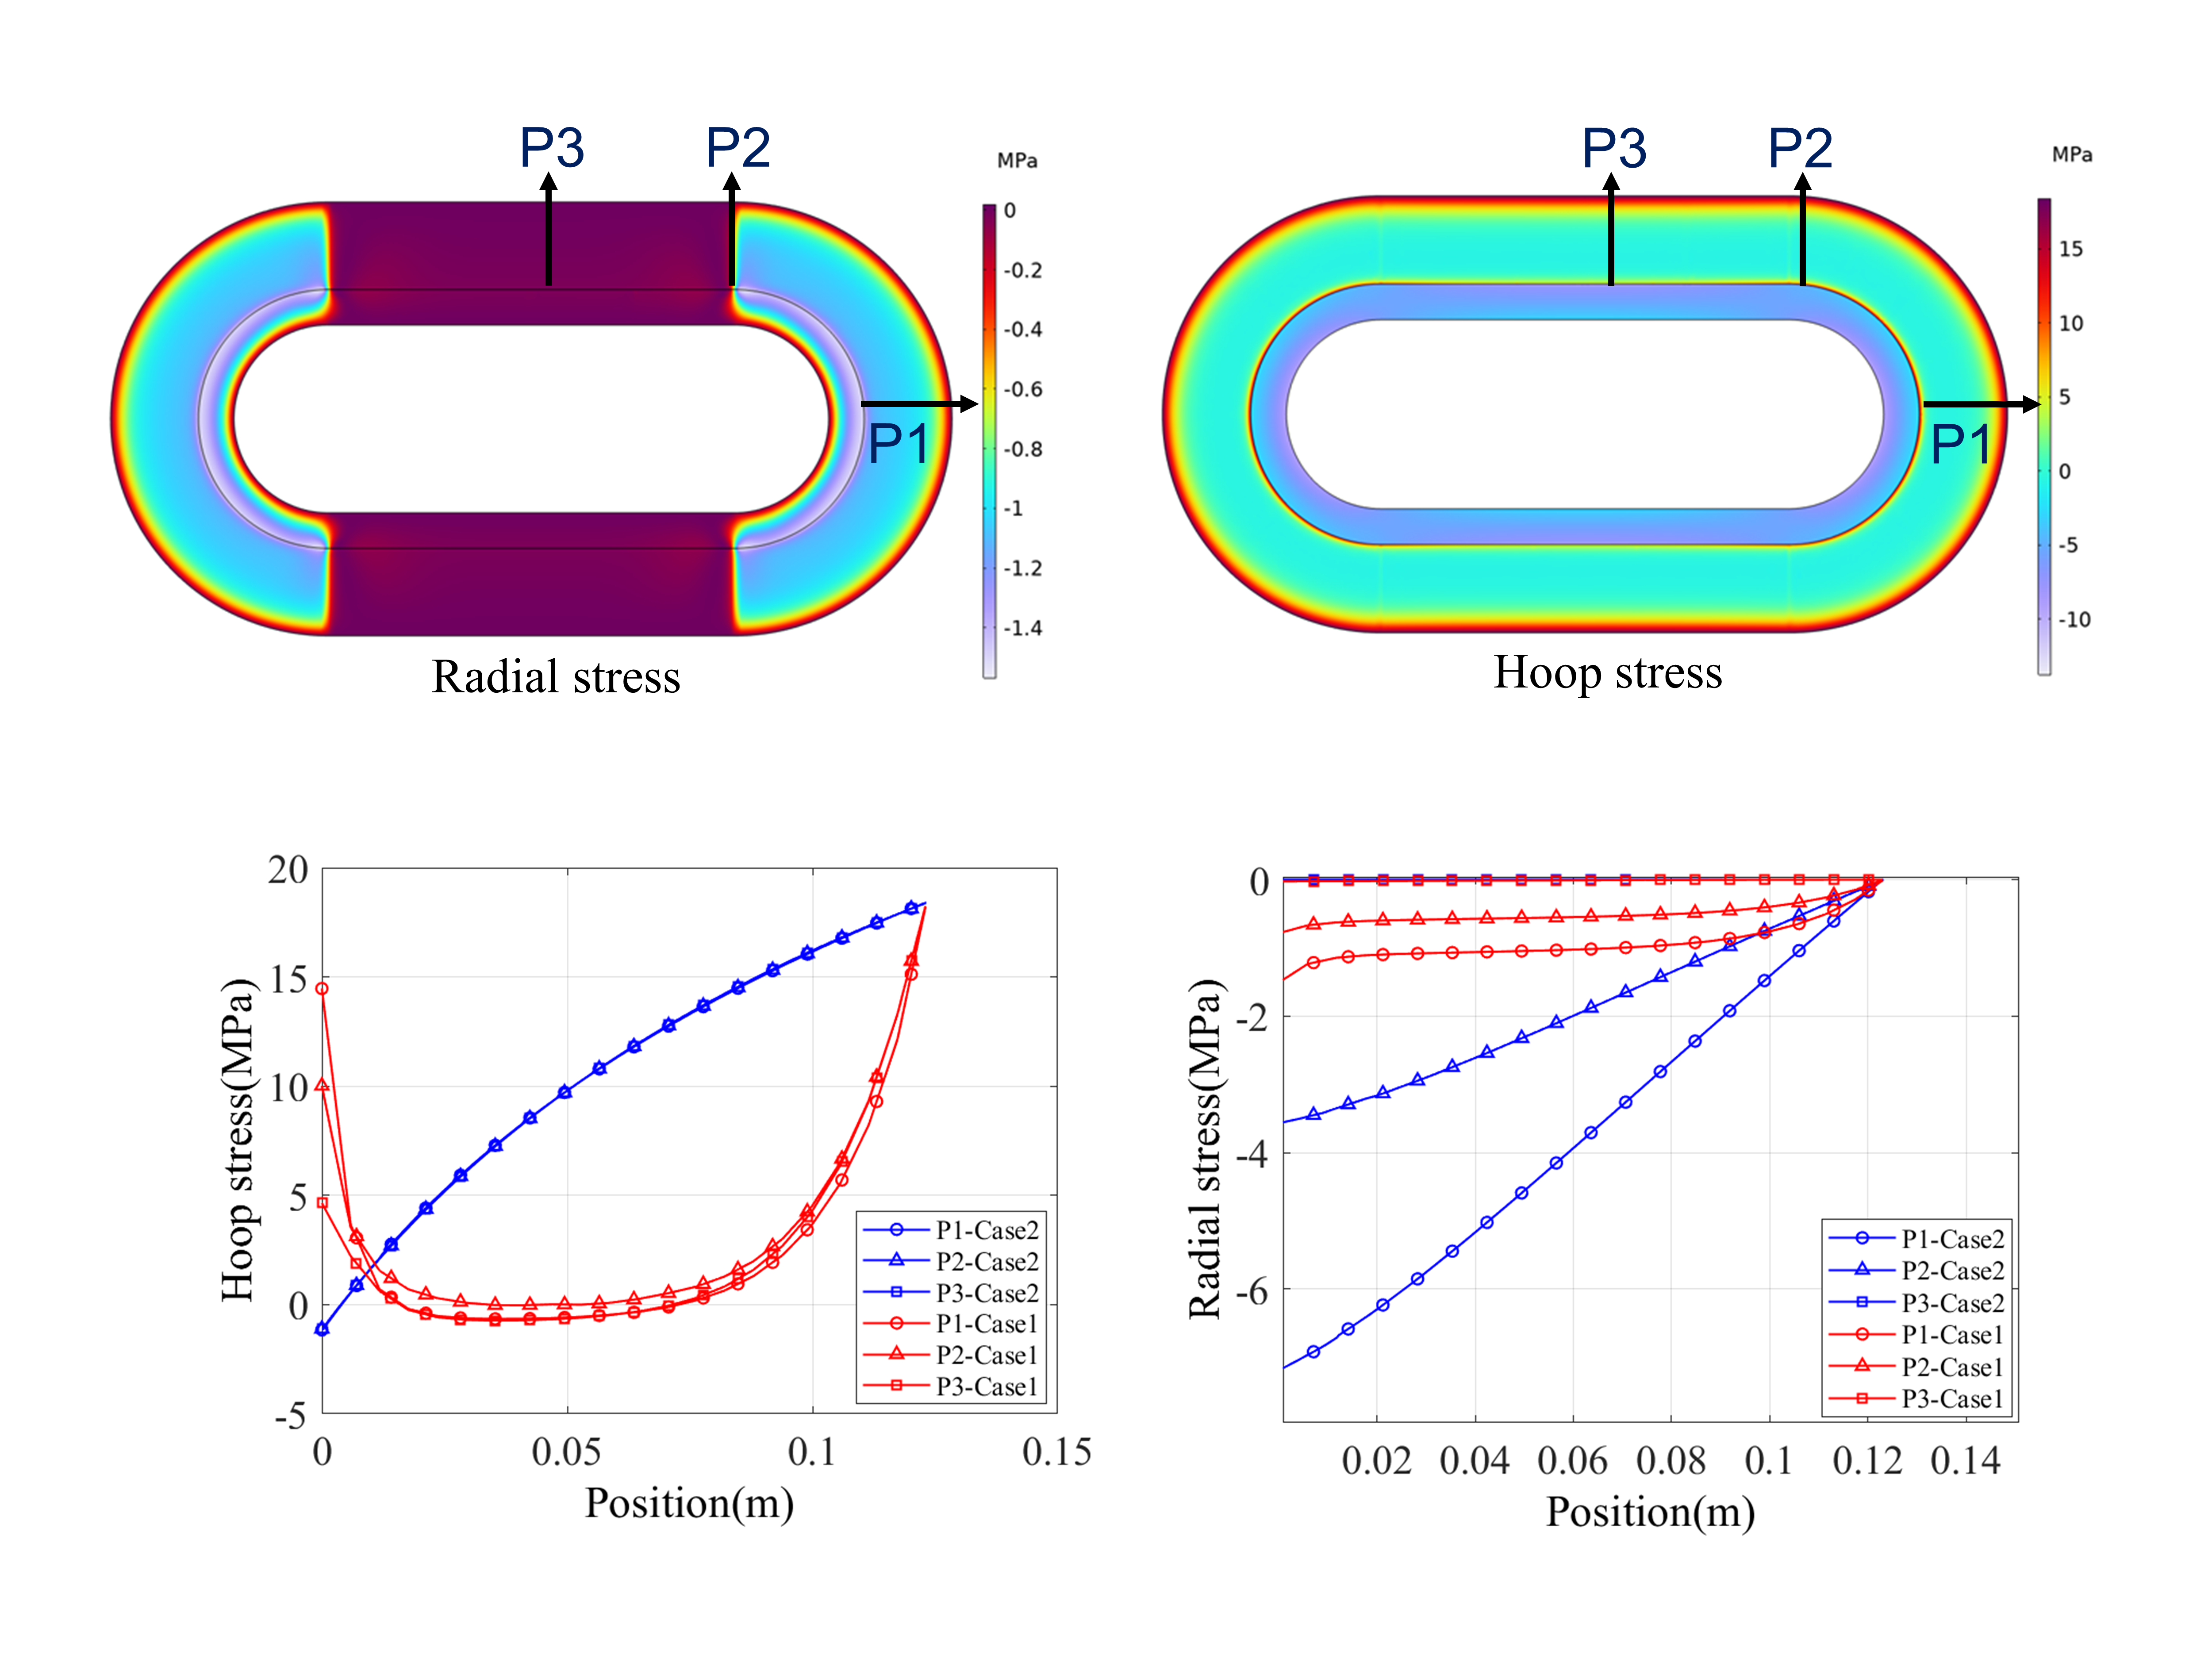 P3 P2
MPa
0
-0.2
-0.4
-0.6
-0.8
-1
-1.2
-1.4
P1
Radial stress
P3 P2
MPa
15
10
5
0
-5
-10
P1
Hoop stress
20
15
10
5
0
-5
Hoop stress(MPa)
0 0.05 0.1 0.15
Position(m)
P1-Case2
P2-Case2
P3-Case2
P1-Case1
P2-Case1
P3-Case1
0
-2
-4
-6
Radial stress(MPa)
0.02 0.04 0.06 0.08 0.1 0.12 0.14
Position(m)
P1-Case2
P2-Case2
P3-Case2
P1-Case1
P2-Case1
P3-Case1